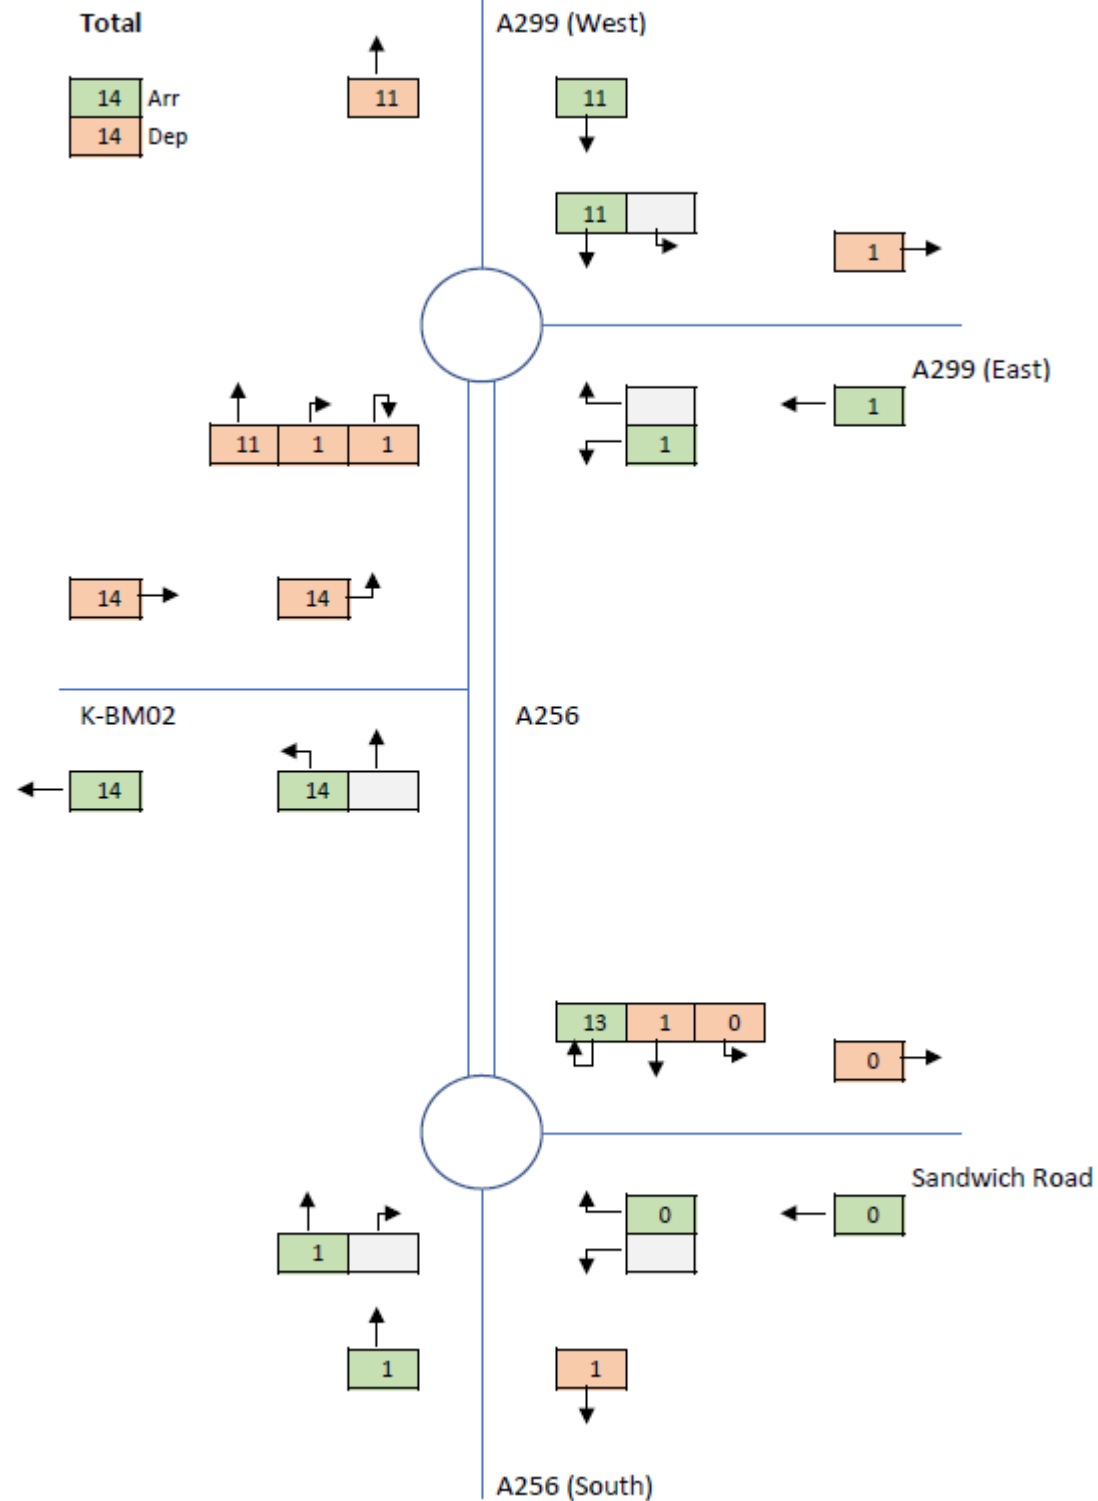 Total
A299 (West)
14 Arr
11
11
14 Dep
11
1
A299 (East)
1
11 1 1
1
14
14
K-BM02
A256
14
14
13 1 0
0
Sandwich Road
0
0
1
1
1
A256 (South)